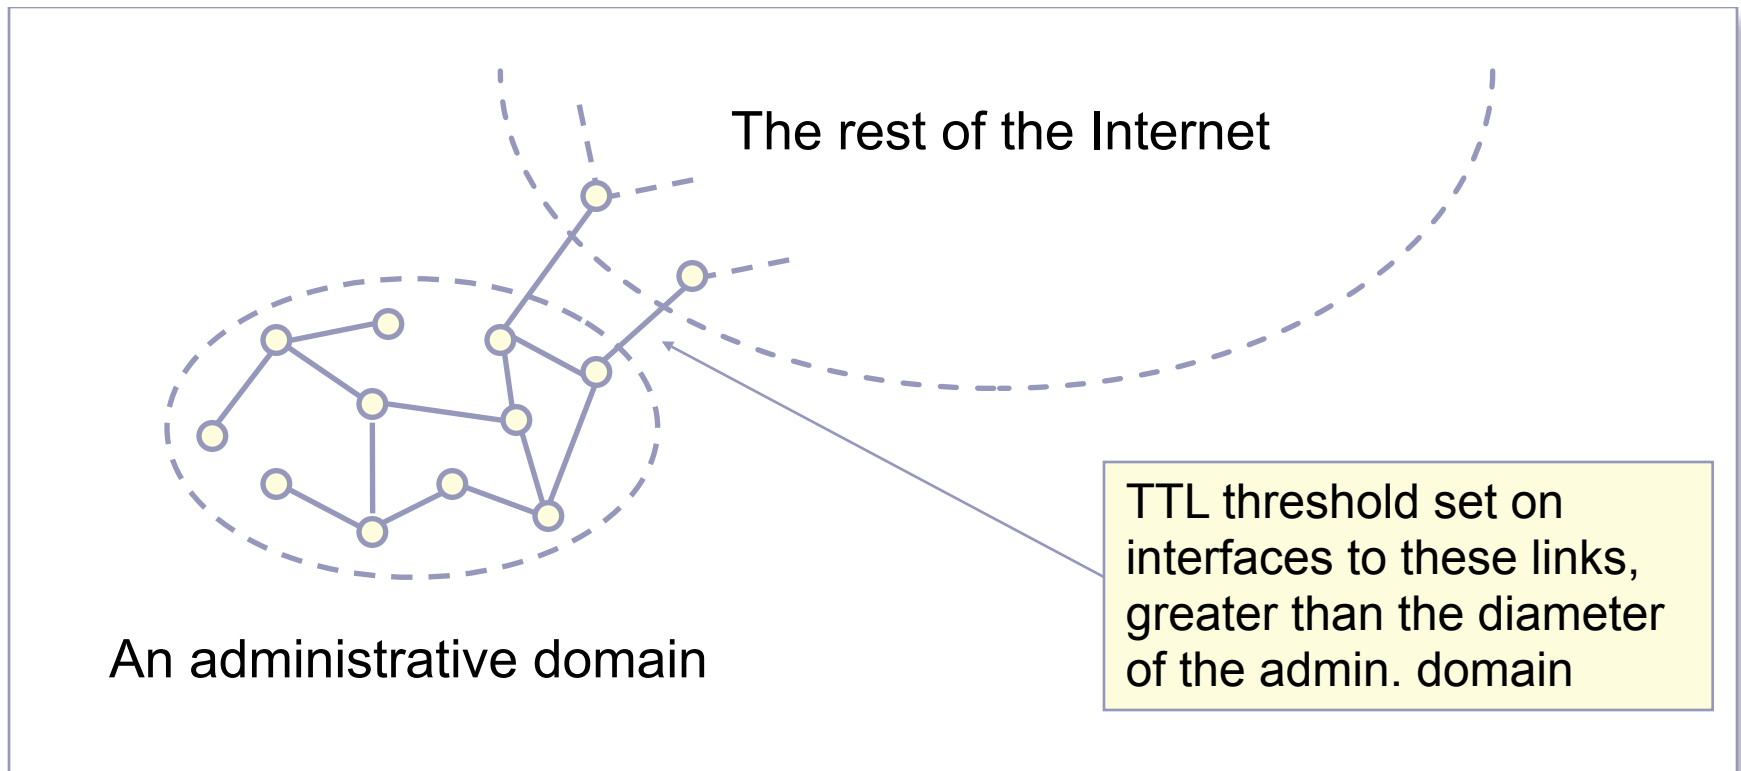 The rest of the Internet
TTL threshold set on
interfaces to these links,
greater than the diameter
of the admin. domain
An administrative domain